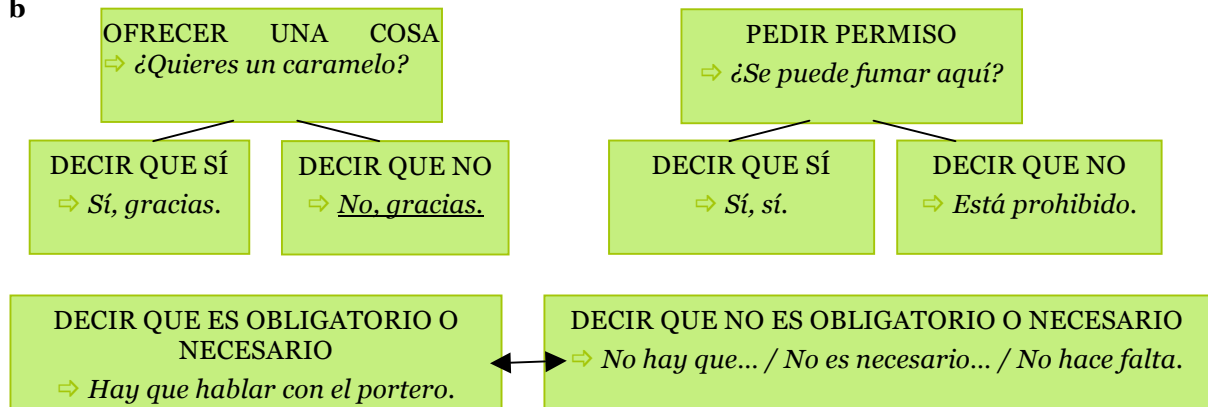 b
OFRECER UNA COSA
⇨ ¿Quieres un caramelo?
PEDIR PERMISO
⇨ ¿Se puede fumar aquí?
DECIR QUE SÍ
⇨ Sí, gracias.
DECIR QUE NO
⇨ No, gracias.
DECIR QUE SÍ
⇨ Sí, sí.
DECIR QUE NO
⇨ Está prohibido.
DECIR QUE ES OBLIGATORIO O
NECESARIO
⇨ Hay que hablar con el portero.
DECIR QUE NO ES OBLIGATORIO O NECESARIO
⇨ No hay que... / No es necesario... / No hace falta.